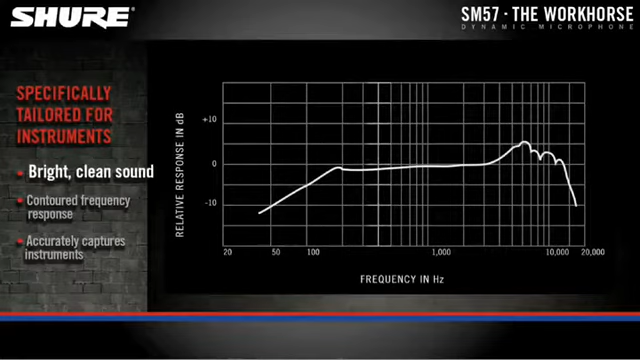 SHURE
SM57 · THE WORKHORSE
DYNAMIC MICROPHONE
SPECIFICALLY
TAILORED FOR
INSTRUMENTS
Bright, clean sound
Contoured frequency
response
Accurately captures
instruments
RELATIVE RESPONSE IN dB
+10
0
-10
20 50 100 1,000 10,000 20,000
FREQUENCY IN Hz